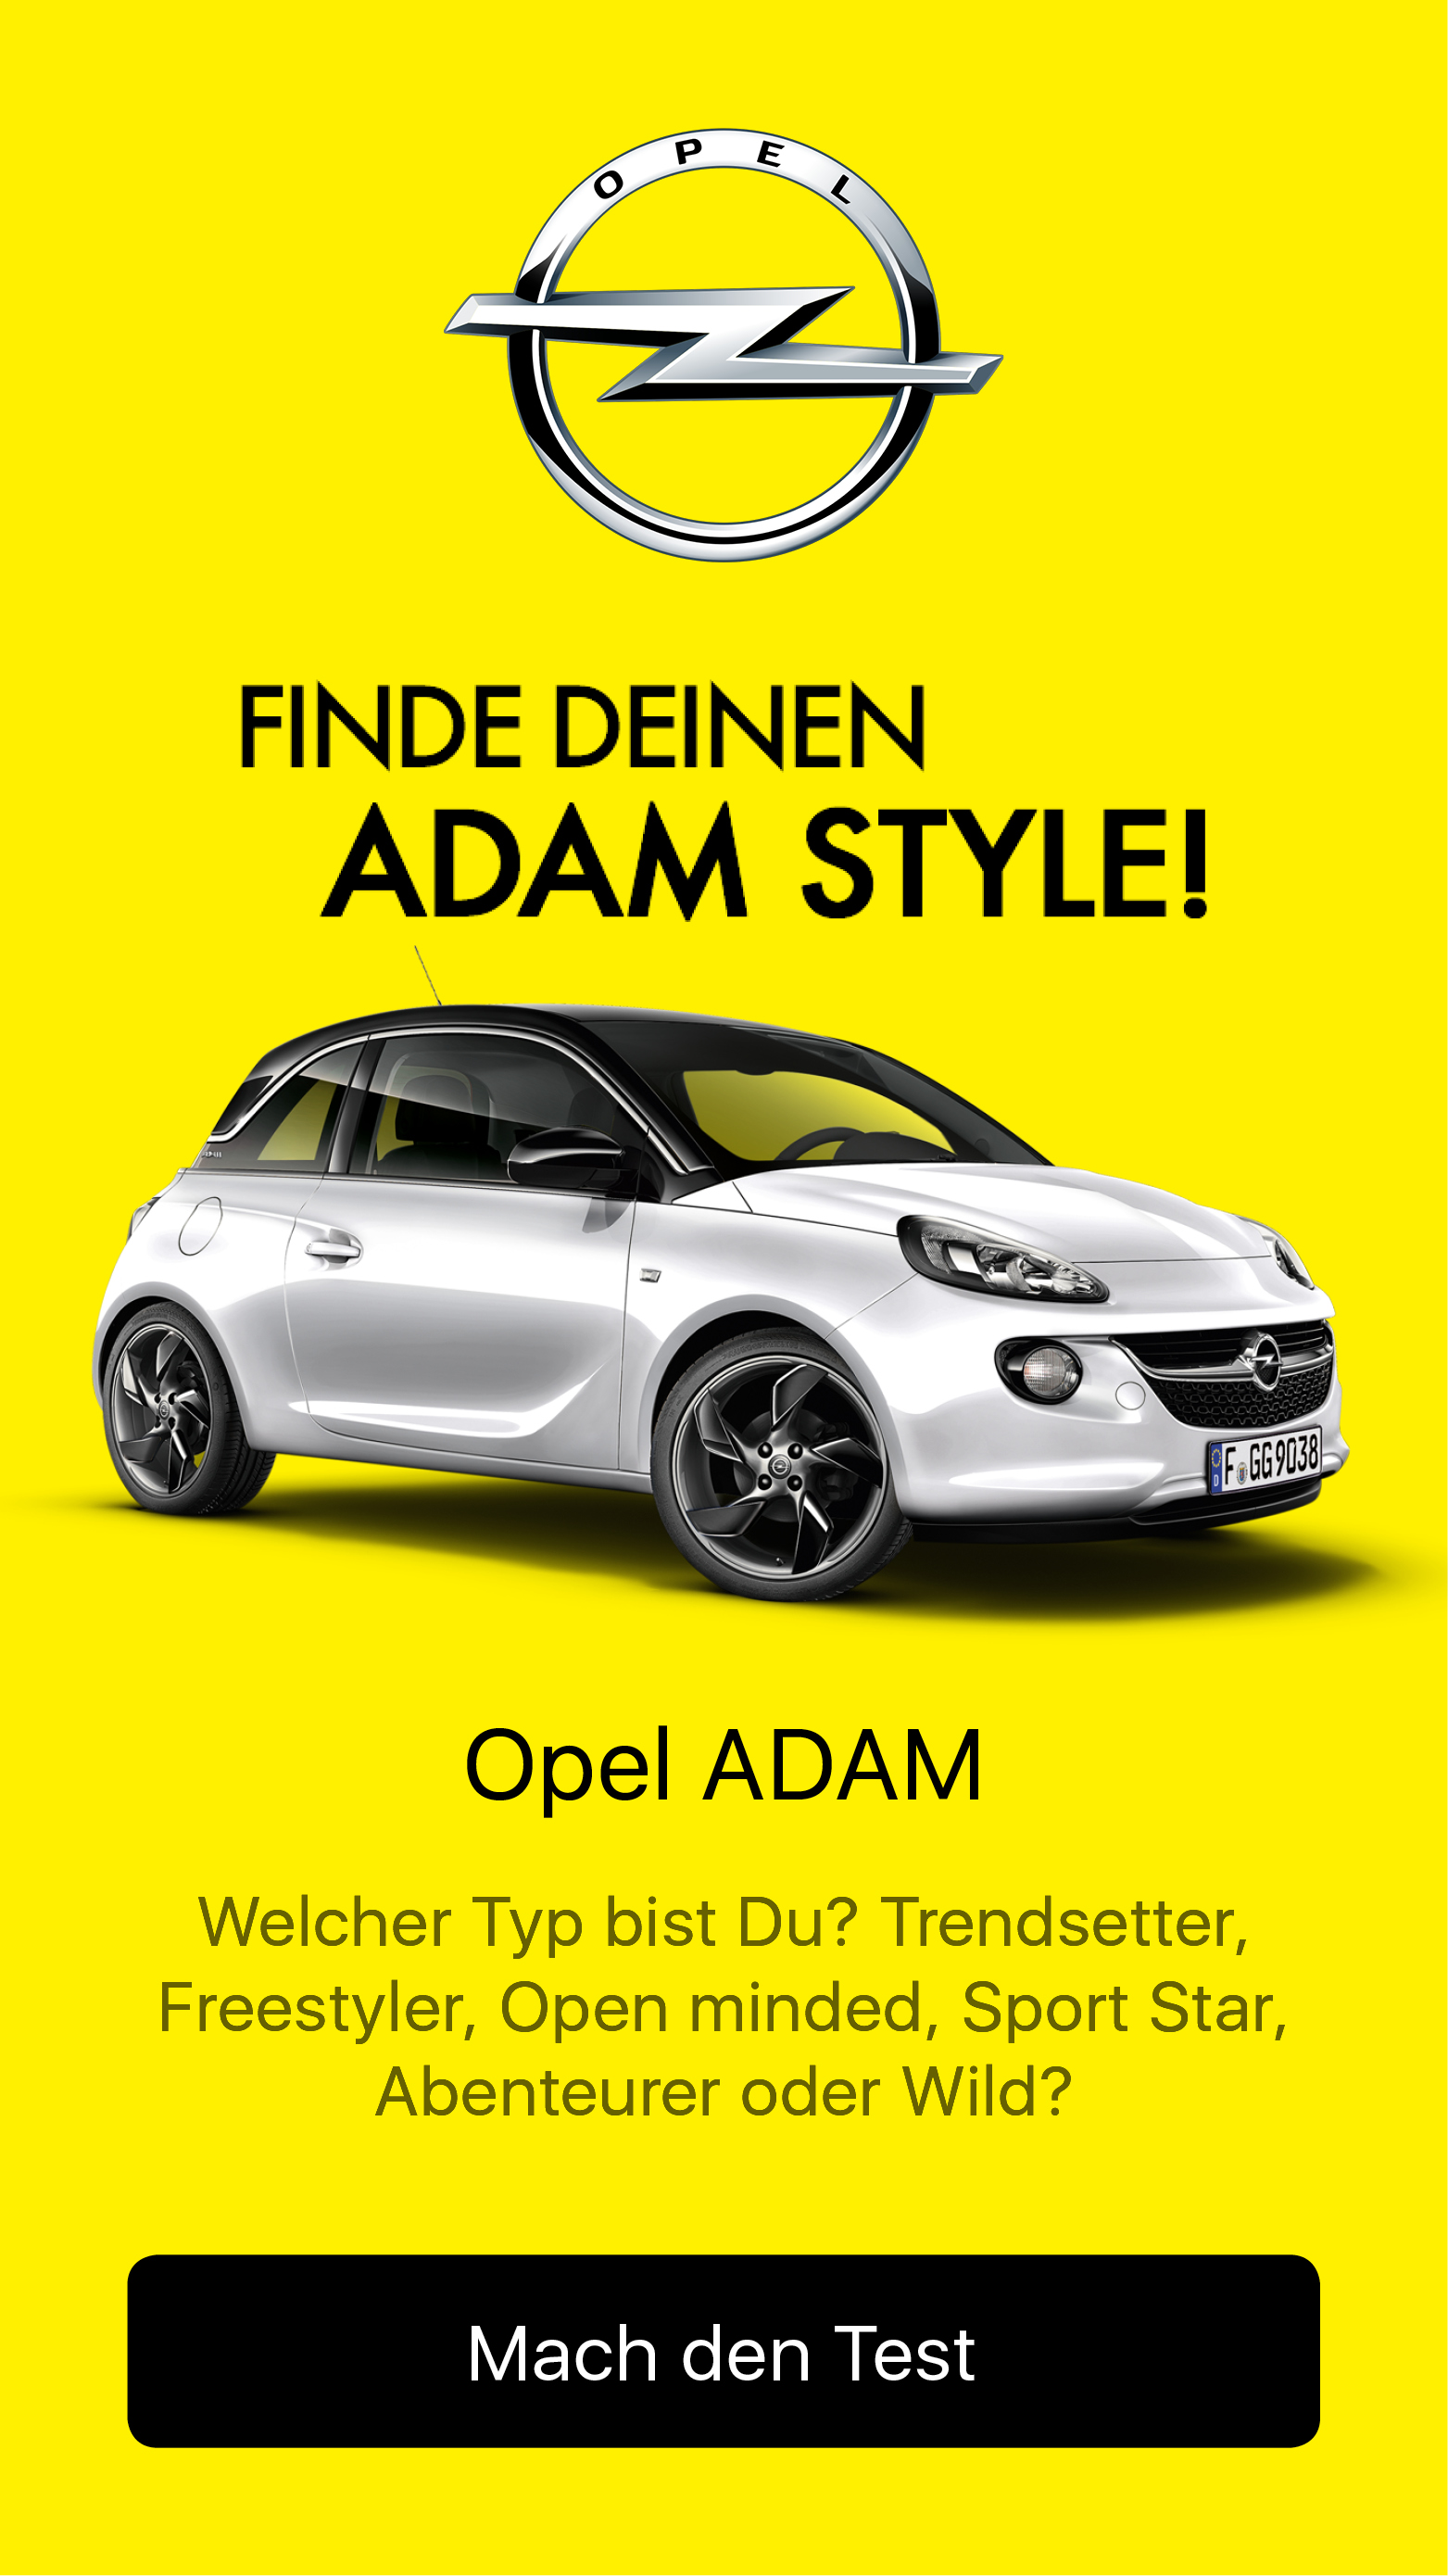 OPEL
FINDE DEINEN
ADAM STYLE!
F GG 9038
Opel ADAM
Welcher Typ bist Du? Trendsetter,
Freestyler, Open minded, Sport Star,
Abenteurer oder Wild?
Mach den Test